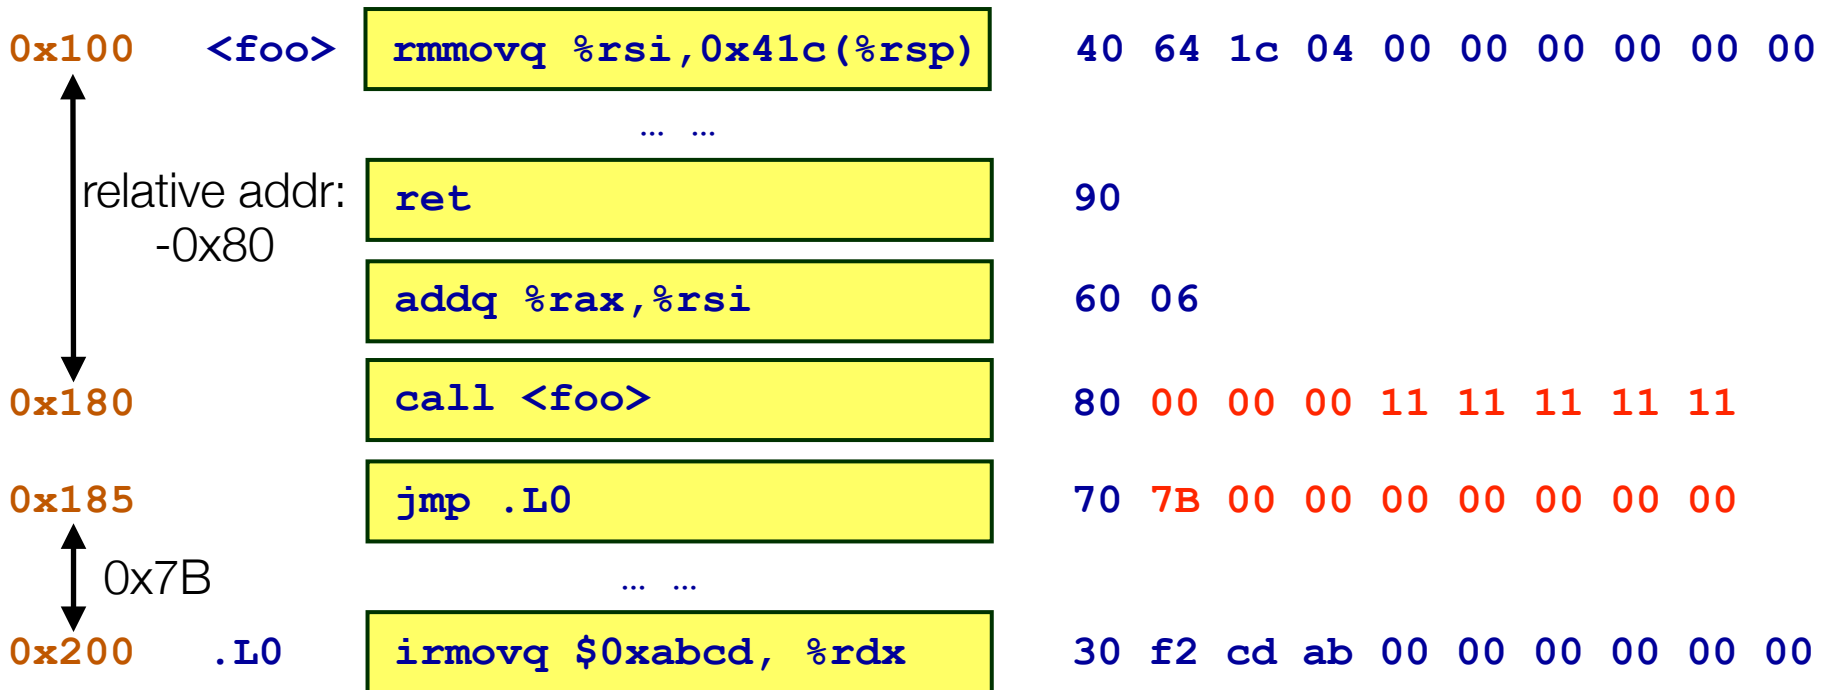 0x100 <foo> rmmovq %rsi,0x41c(%rsp) 40 64 1c 04 00 00 00 00 00 00
… …
relative addr:
-0x80
ret 90
addq %rax,%rsi 60 06
0x180 call <foo> 80 00 00 00 11 11 11 11 11
0x185 jmp .L0 70 7B 00 00 00 00 00 00 00
0x7B
… …
0x200 .L0 irmovq $0xabcd, %rdx 30 f2 cd ab 00 00 00 00 00 00